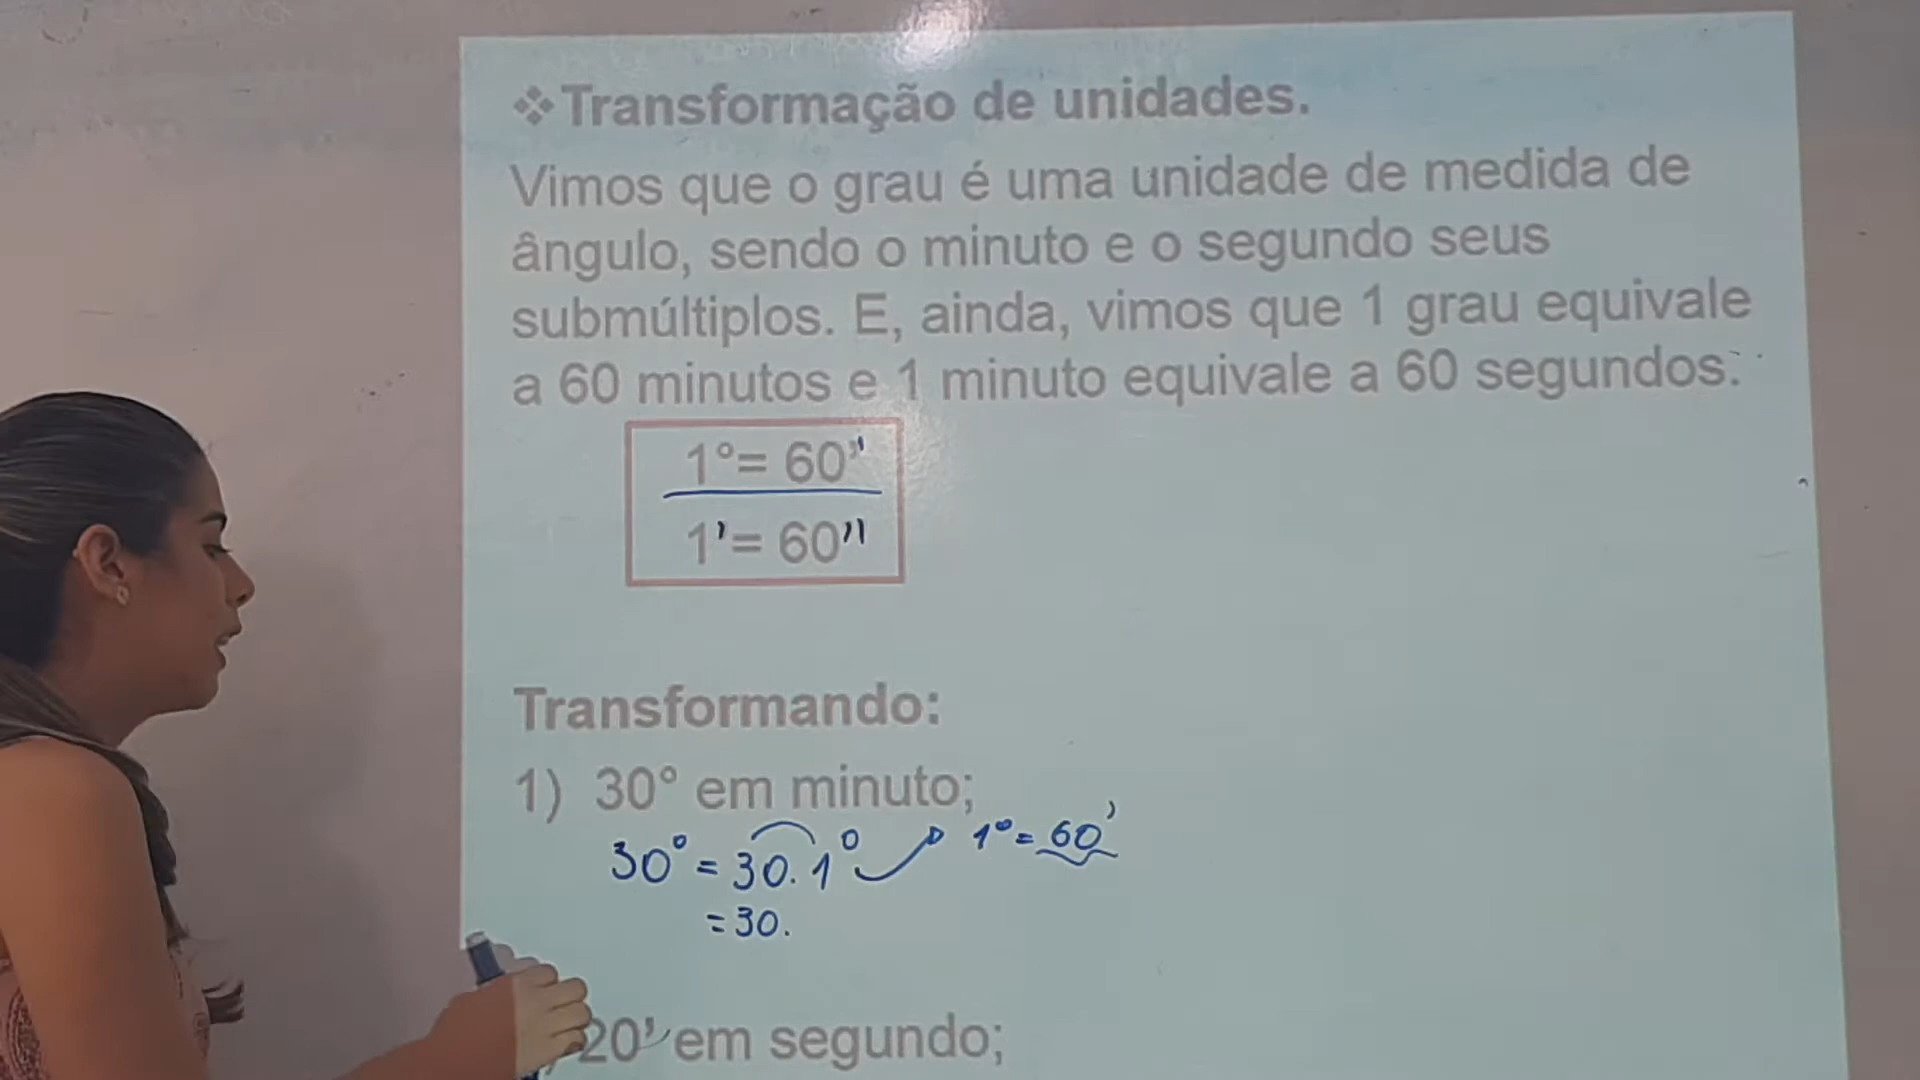 ❖Transformação de unidades.
Vimos que o grau é uma unidade de medida de
ângulo, sendo o minuto e o segundo seus
submúltiplos. E, ainda, vimos que 1 grau equivale
a 60 minutos e 1 minuto equivale a 60 segundos.
1°= 60'
1'= 60''
Transformando:
1) 30° em minuto;
30° = 30.1° 1°=60'
=30.
20' em segundo;